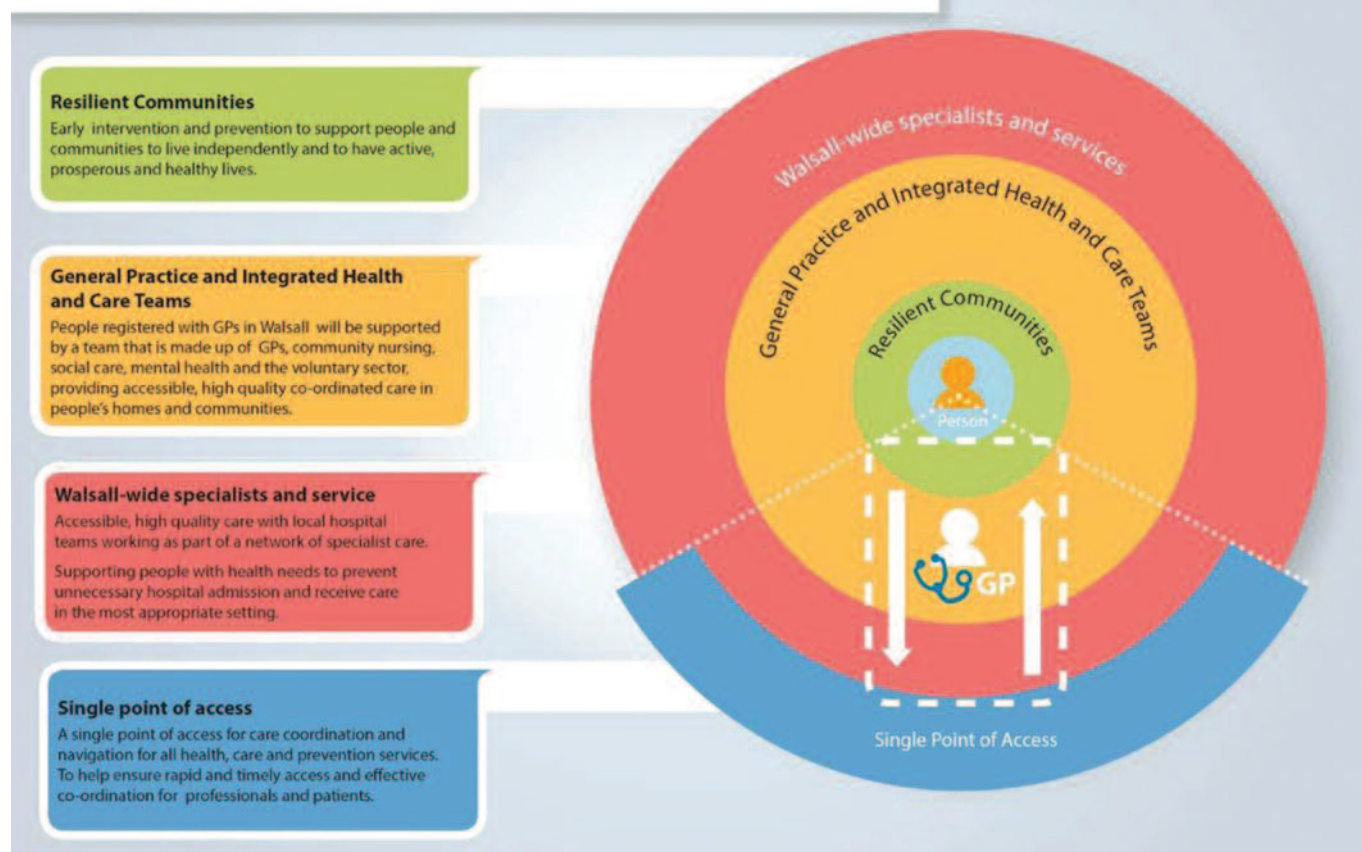 Resilient Communities
Early intervention and prevention to support people and
communities to live independently and to have active,
prosperous and healthy lives.
General Practice and Integrated Health
and Care Teams
People registered with GPs in Walsall will be supported
by a team that is made up of GPs, community nursing,
social care, mental health and the voluntary sector,
providing accessible, high quality co-ordinated care in
people's homes and communities.
Walsall-wide specialists and service
Accessible, high quality care with local hospital
teams working as part of a network of specialist care.
Supporting people with health needs to prevent
unnecessary hospital admission and receive care
in the most appropriate setting.
Single point of access
A single point of access for care coordination and
navigation for all health, care and prevention services.
To help ensure rapid and timely access and effective
co-ordination for professionals and patients.
Walsall-wide specialists and services
General Practice and Integrated Health and Care Teams
Resilient Communities
Person
GP
Single Point of Access